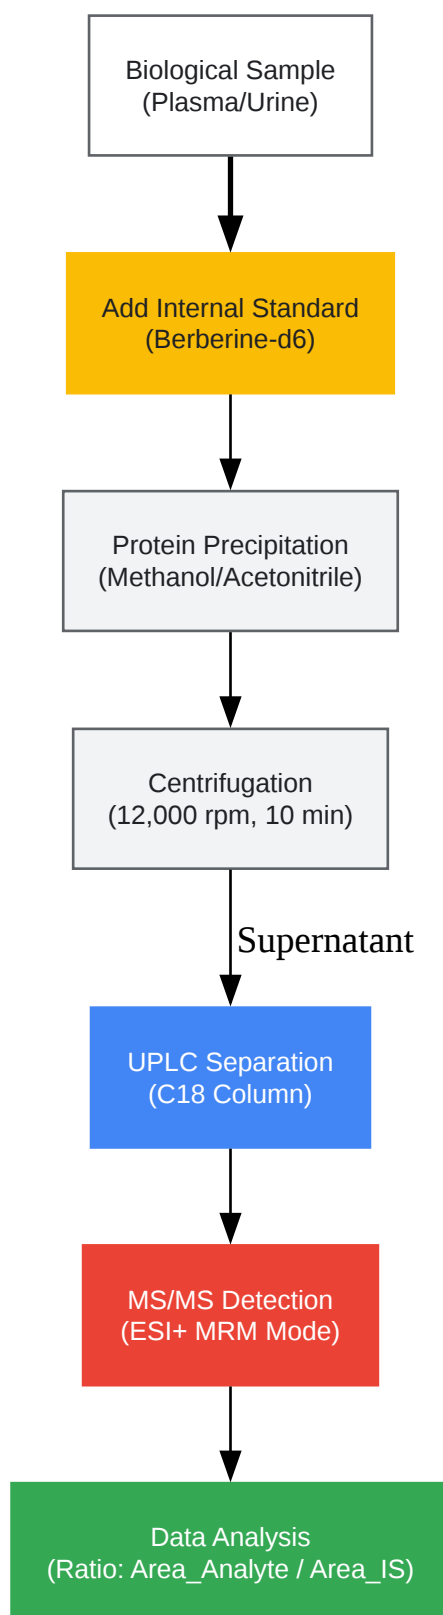 Biological Sample
(Plasma/Urine)
Add Internal Standard
(Berberine-d6)
Protein Precipitation
(Methanol/Acetonitrile)
Centrifugation
(12,000 rpm, 10 min)
Supernatant
UPLC Separation
(C18 Column)
MS/MS Detection
(ESI+ MRM Mode)
Data Analysis
(Ratio: Area_Analyte / Area_IS)